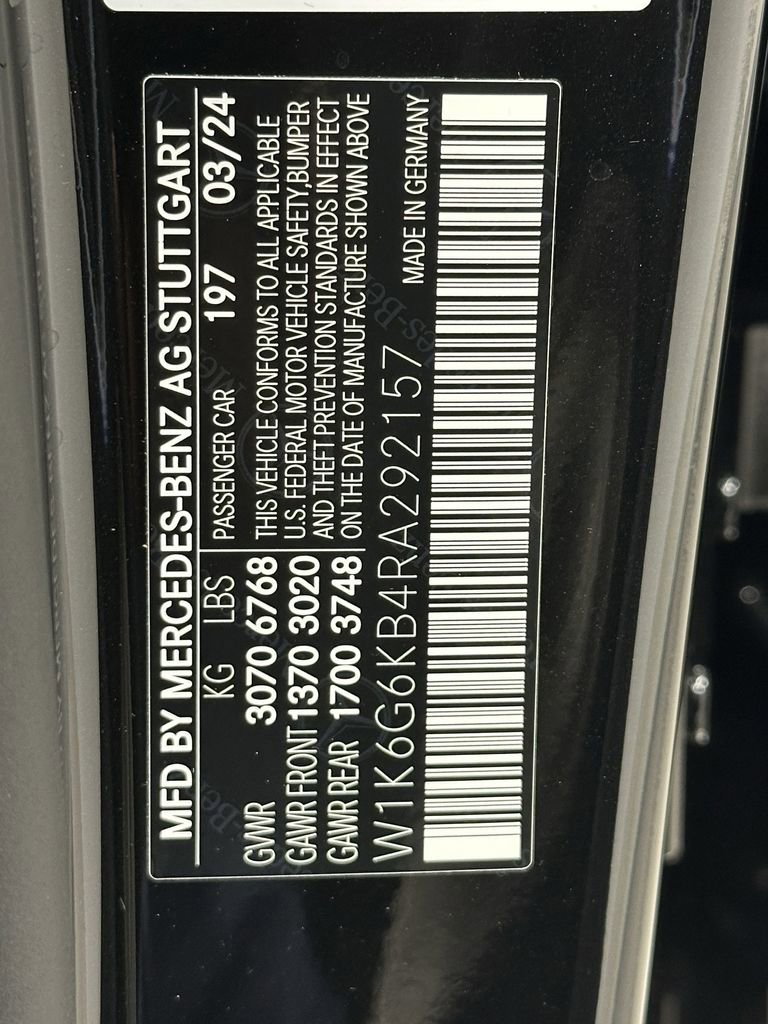 MFD BY MERCEDES-BENZ AG STUTTGART
KG LBS PASSENGER CAR 197 03/24
GVWR 3070 6768
GAWR FRONT 1370 3020
GAWR REAR 1700 3748
THIS VEHICLE CONFORMS TO ALL APPLICABLE
U.S. FEDERAL MOTOR VEHICLE SAFETY,BUMPER
AND THEFT PREVENTION STANDARDS IN EFFECT
ON THE DATE OF MANUFACTURE SHOWN ABOVE
W1K6G6KB4RA292157 MADE IN GERMANY